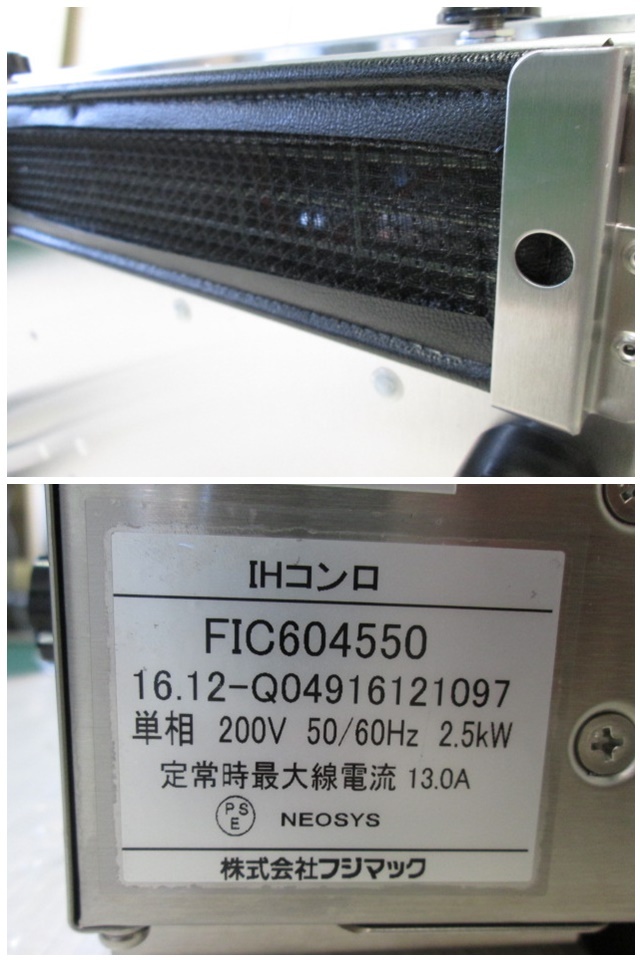 IHコンロ
FIC604550
16.12-Q04916121097
単相 200V 50/60Hz 2.5kW
定常時最大線電流 13.0A
PSE NEOSYS
株式会社フジマック